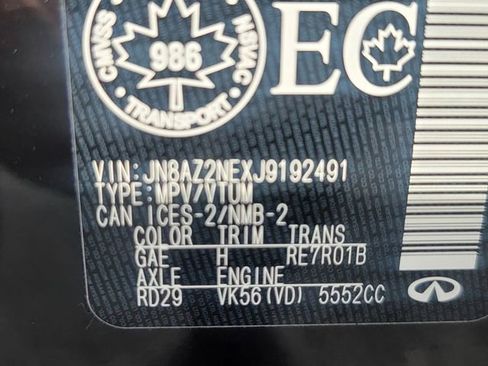 CMVSS NSVAC
986
TRANSPORT
EC
VIN: JN8AZ2NEXJ9192491
TYPE:MPV/VTUM
CAN ICES-2/NMB-2
COLOR TRIM TRANS
GAE H RE7R01B
AXLE ENGINE
RD29 VK56(VD) 5552CC